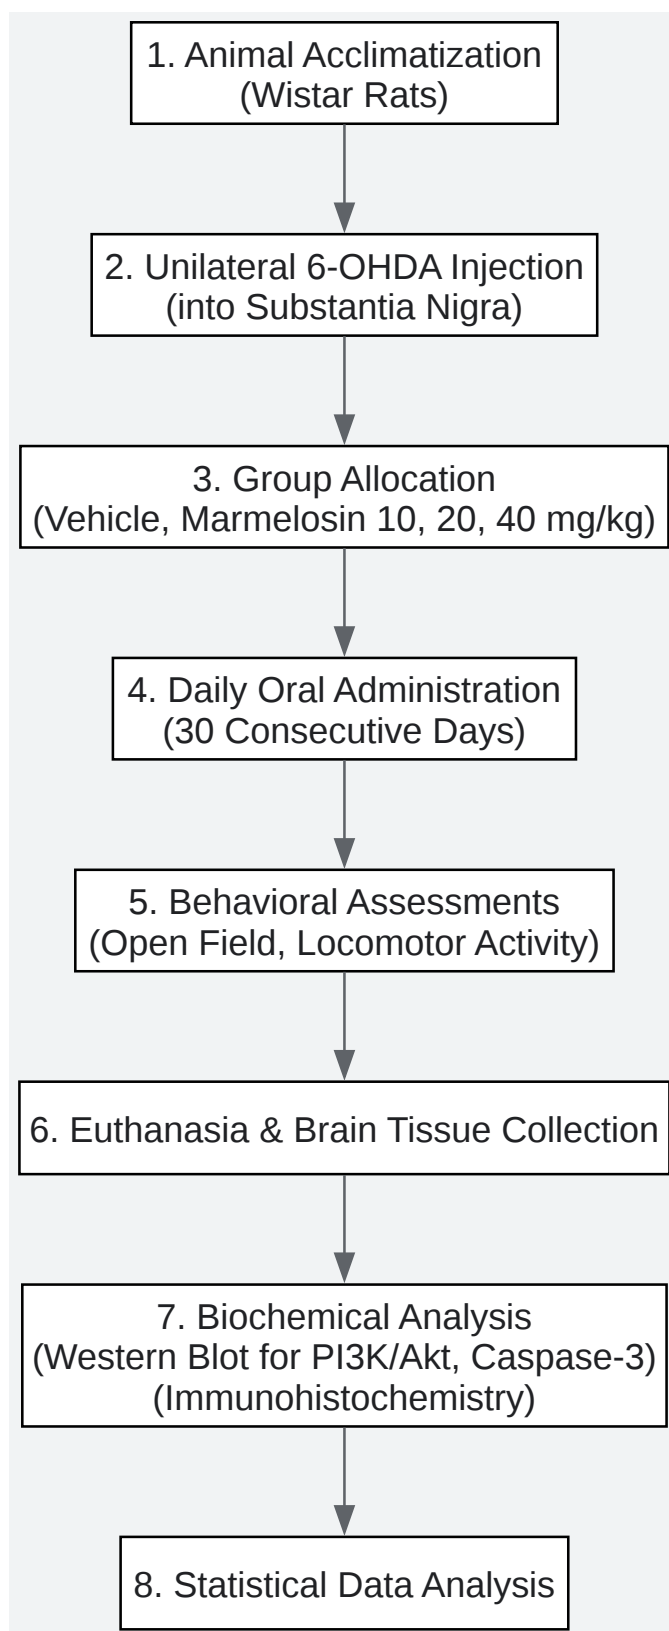 1. Animal Acclimatization
(Wistar Rats)
2. Unilateral 6-OHDA Injection
(into Substantia Nigra)
3. Group Allocation
(Vehicle, Marmelosin 10, 20, 40 mg/kg)
4. Daily Oral Administration
(30 Consecutive Days)
5. Behavioral Assessments
(Open Field, Locomotor Activity)
6. Euthanasia & Brain Tissue Collection
7. Biochemical Analysis
(Western Blot for PI3K/Akt, Caspase-3)
(Immunohistochemistry)
8. Statistical Data Analysis